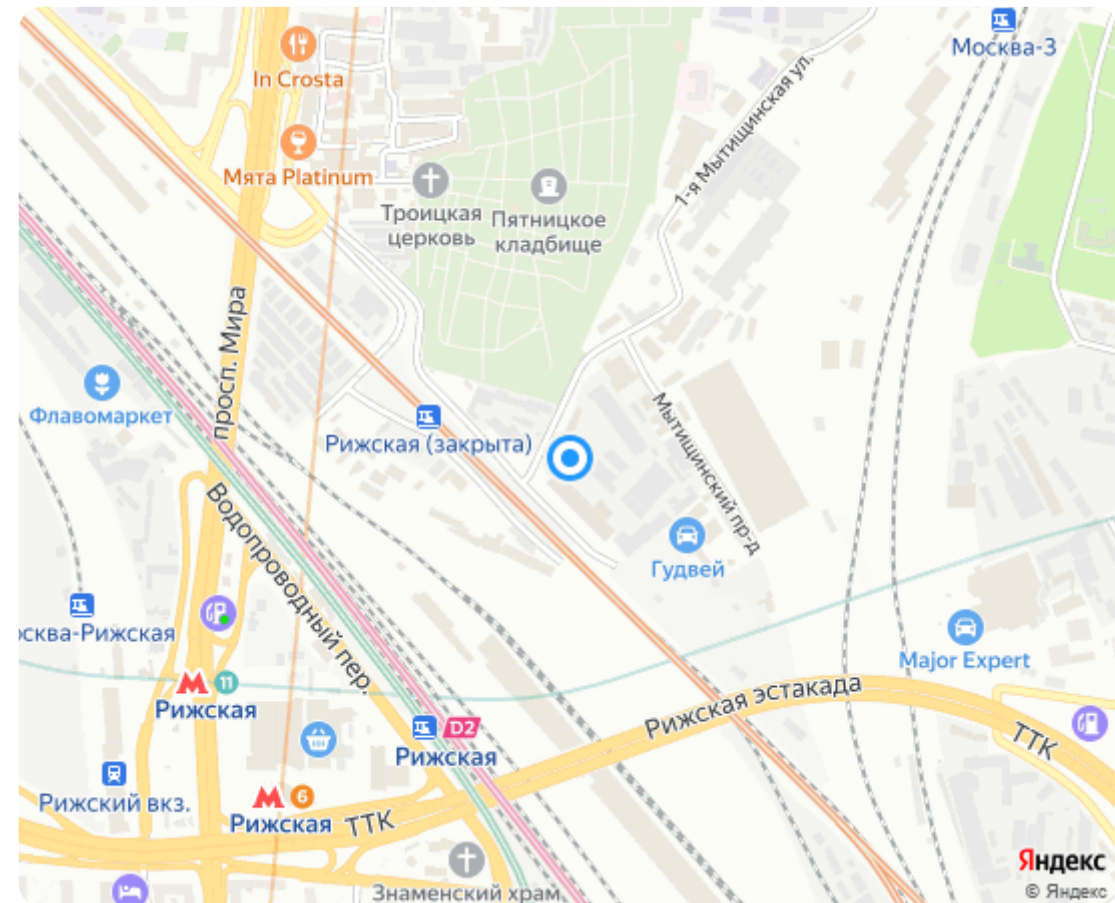 Москва-3
In Crosta
Мята Platinum
Троицкая
церковь
Пятницкое
кладбище
1-я Мытищинская ул.
просп. Мира
Флавомаркет
Рижская (закрыта)
Мытищинский пр-д
Водопроводный пер.
Гудвей
осква-Рижская
Major Expert
11
Рижская
Рижская эстакада
D2
Рижская
ТТК
Рижский вкз.
6
Рижская
ТТК
Знаменский храм
Яндекс
© Яндекс